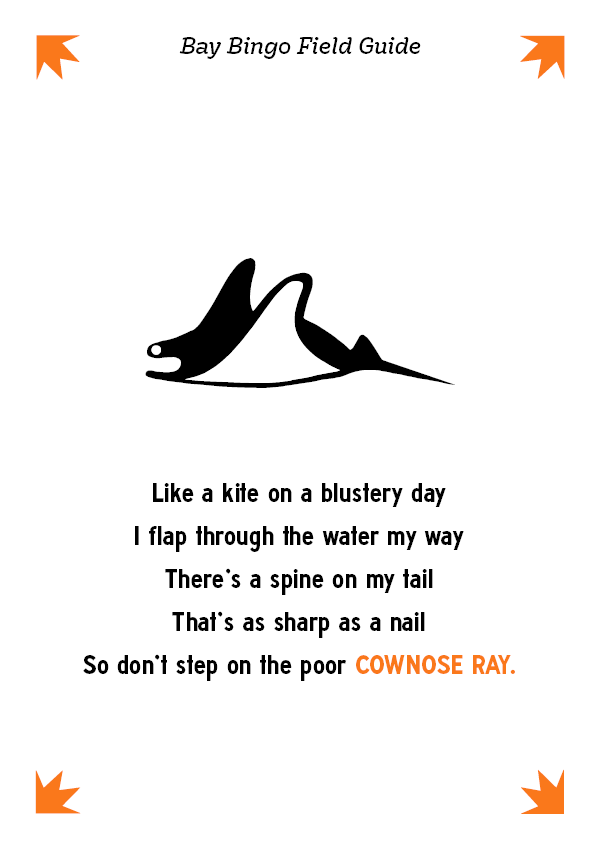 Bay Bingo Field Guide
Like a kite on a blustery day
I flap through the water my way
There's a spine on my tail
That's as sharp as a nail
So don't step on the poor COWNOSE RAY.